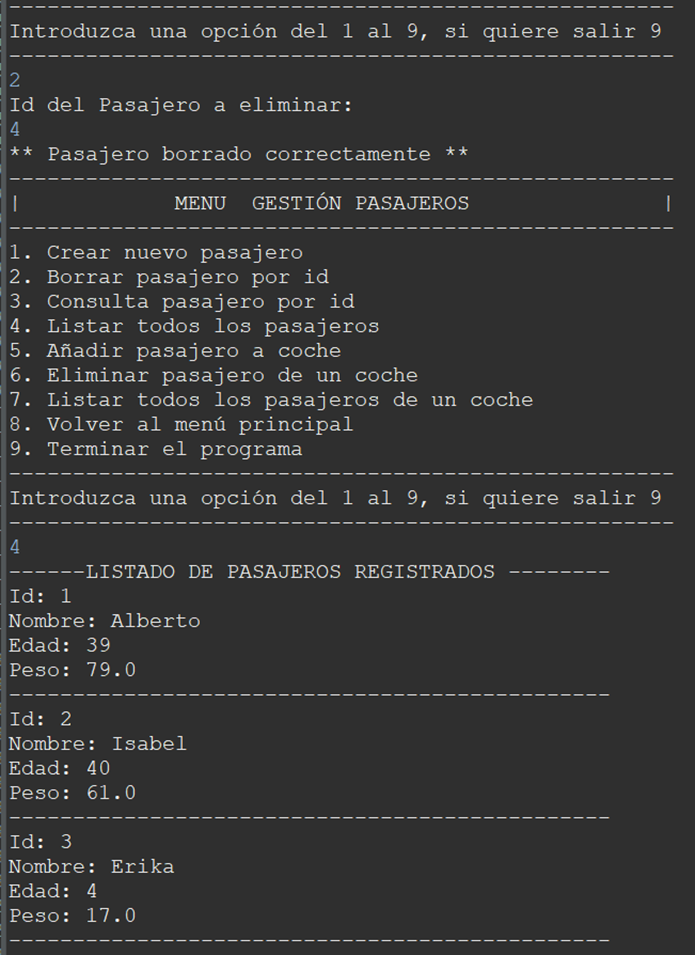 ----------------------------------------------------
Introduzca una opción del 1 al 9, si quiere salir 9
----------------------------------------------------
2
Id del Pasajero a eliminar:
4
** Pasajero borrado correctamente **
----------------------------------------------------
|            MENU  GESTIÓN PASAJEROS               |
----------------------------------------------------
1. Crear nuevo pasajero
2. Borrar pasajero por id
3. Consulta pasajero por id
4. Listar todos los pasajeros
5. Añadir pasajero a coche
6. Eliminar pasajero de un coche
7. Listar todos los pasajeros de un coche
8. Volver al menú principal
9. Terminar el programa
----------------------------------------------------
Introduzca una opción del 1 al 9, si quiere salir 9
----------------------------------------------------
4
------LISTADO DE PASAJEROS REGISTRADOS --------
Id: 1
Nombre: Alberto
Edad: 39
Peso: 79.0
-----------------------------------------------
Id: 2
Nombre: Isabel
Edad: 40
Peso: 61.0
-----------------------------------------------
Id: 3
Nombre: Erika
Edad: 4
Peso: 17.0
-----------------------------------------------